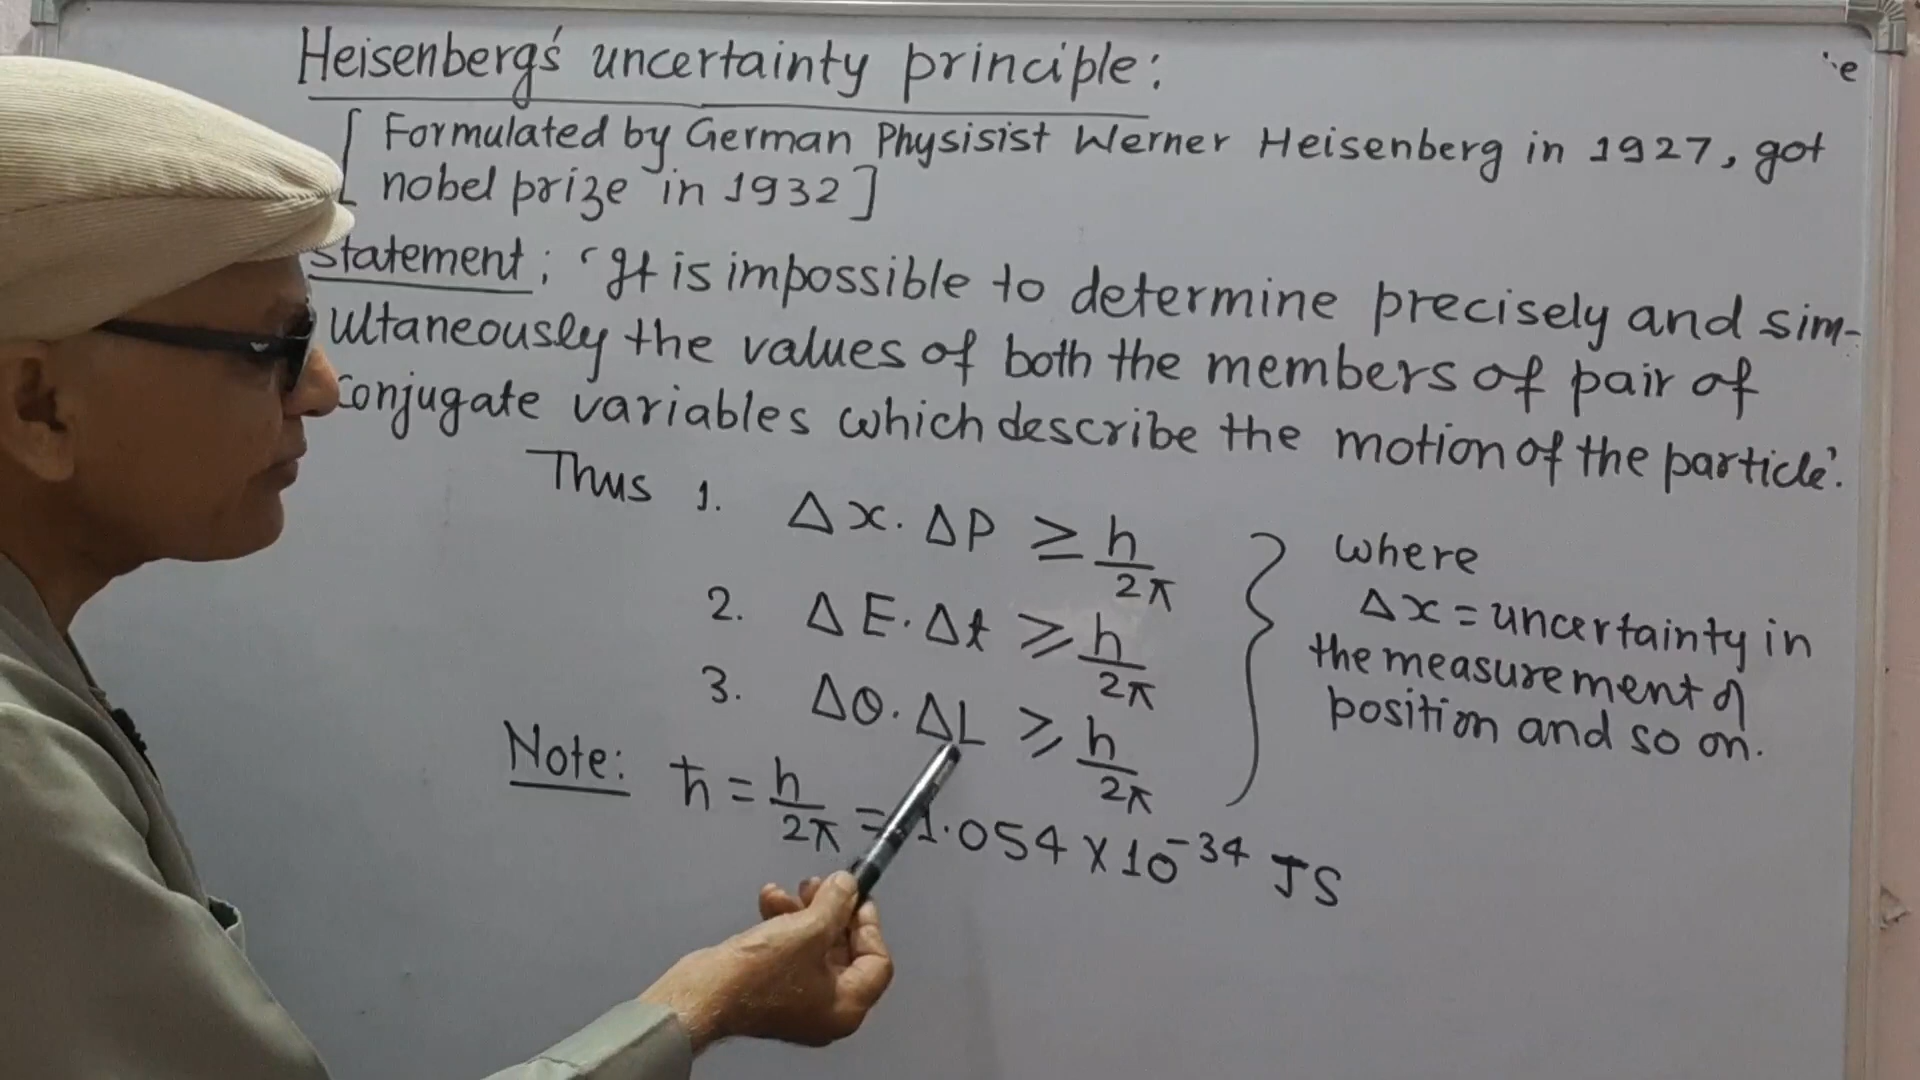 Heisenberg's uncertainty principle:
[Formulated by German Physisist Werner Heisenberg in 1927, got
nobel prize in 1932]
Statement: 'It is impossible to determine precisely and sim-
ultaneously the values of both the members of pair of
conjugate variables which describe the motion of the particle'.
Thus 1. Δx. ΔP ≥ h/2π
2. ΔE. Δt ≥ h/2π
3. Δθ. ΔL ≥ h/2π
where
Δx = uncertainty in
the measurement of
position and so on.
Note: ħ = h/2π = 1.054 × 10⁻³⁴ JS